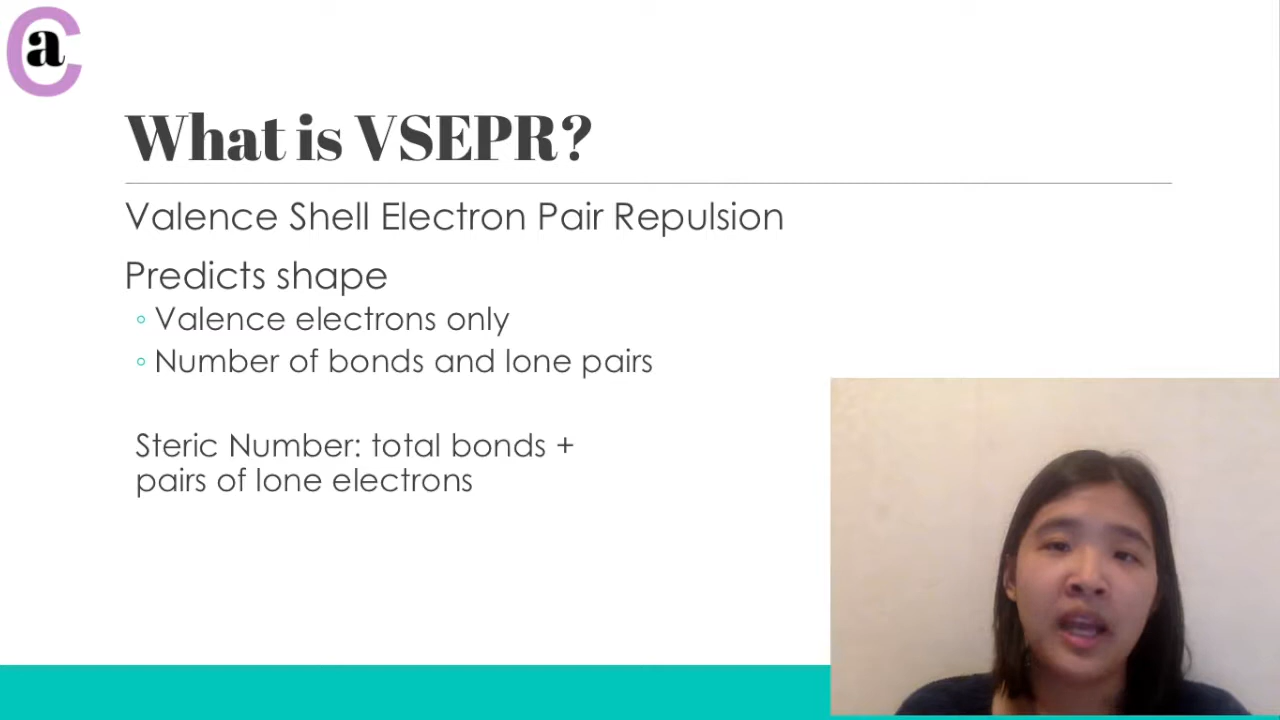 Ca
What is VSEPR?
Valence Shell Electron Pair Repulsion
Predicts shape
◦ Valence electrons only
◦ Number of bonds and lone pairs
Steric Number: total bonds +
pairs of lone electrons